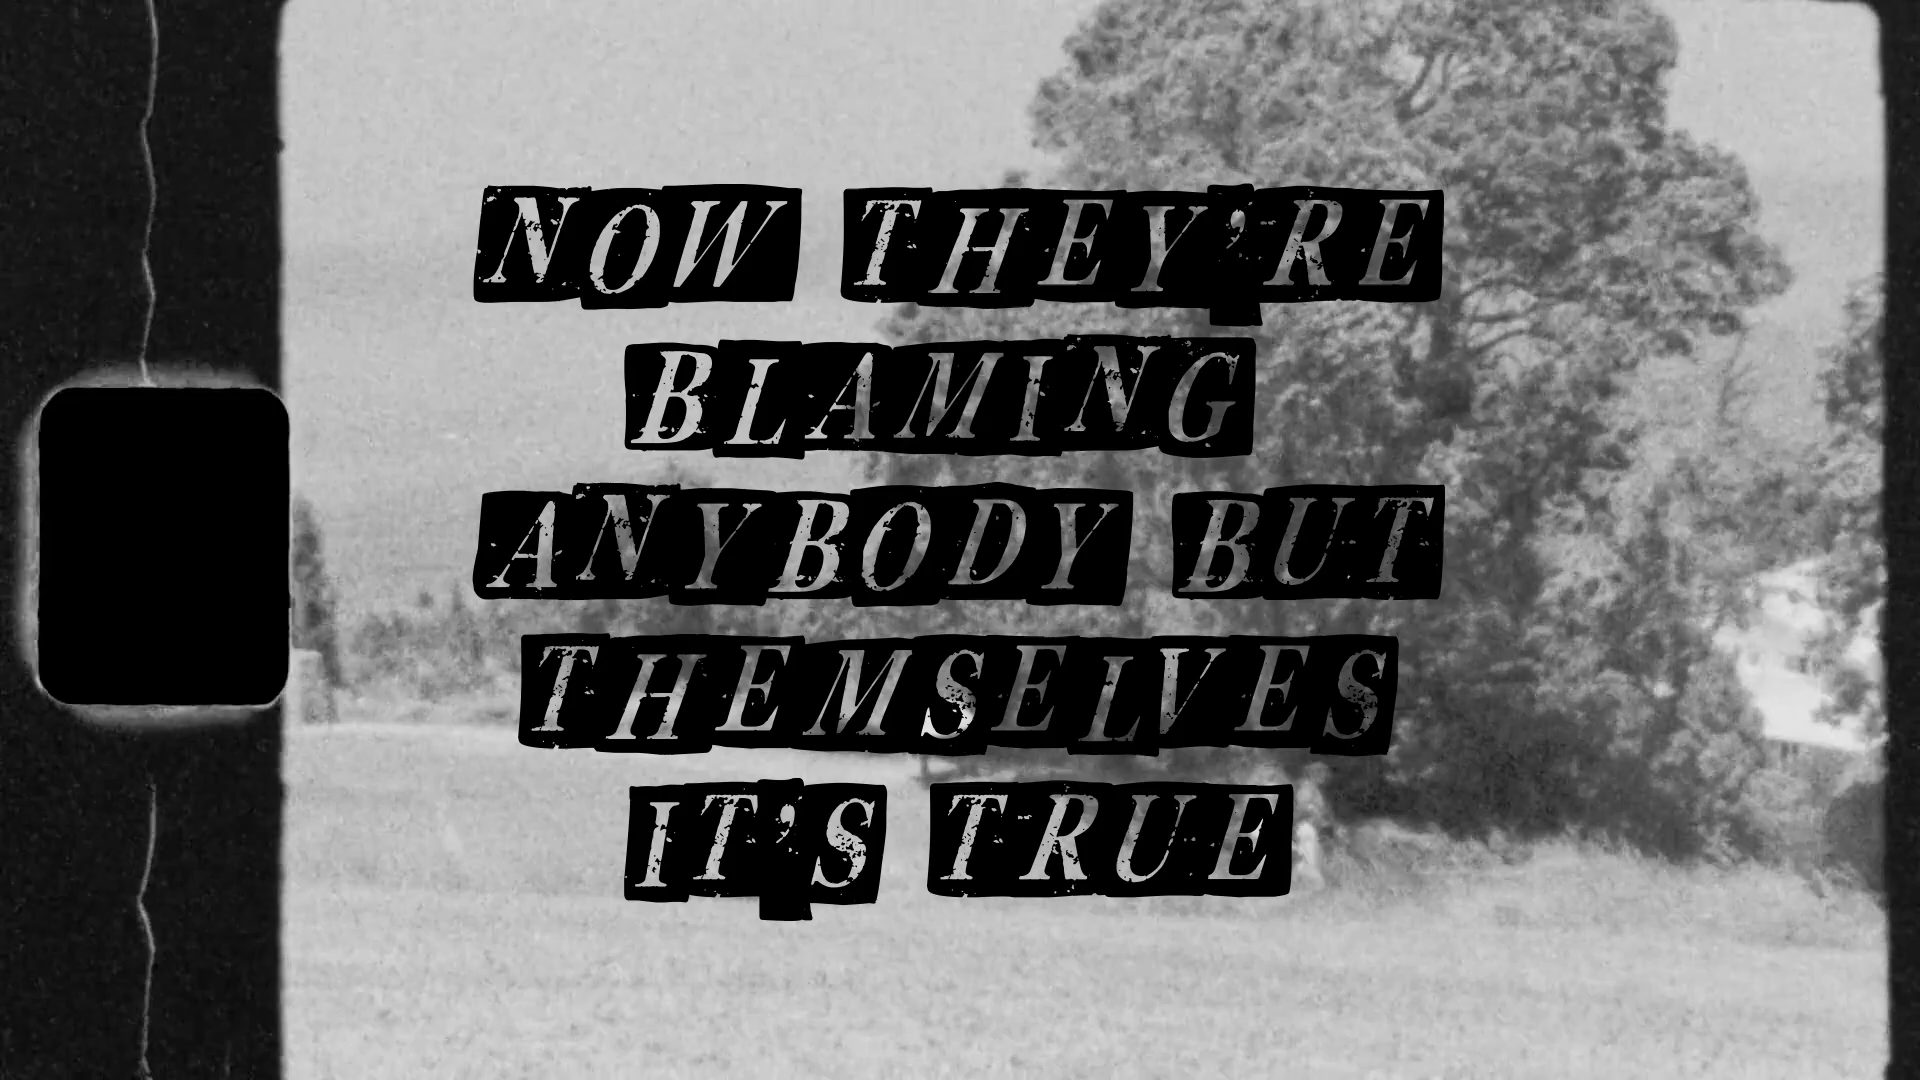 NOW THEY'RE
BLAMING
ANYBODY BUT
THEMSELVES
IT'S TRUE